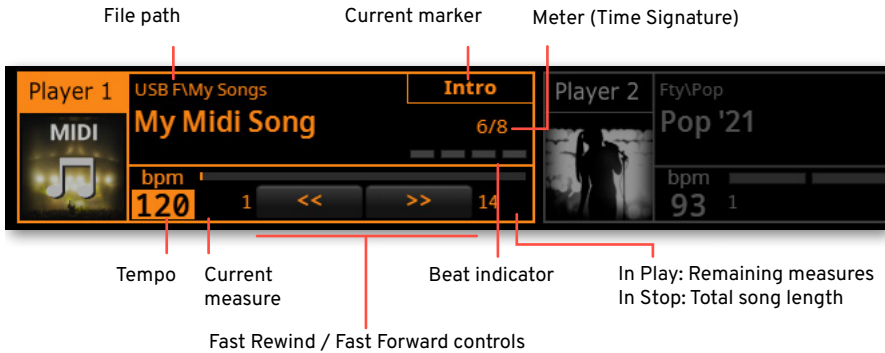 File path
Current marker
Meter (Time Signature)
Player 1
USB F\My Songs
Intro
Player 2
Fty\Pop
MIDI
My Midi Song
6/8
Pop '21
bpm
120
1
<<
>>
14
bpm
93
1
Tempo
Current
measure
Beat indicator
In Play: Remaining measures
In Stop: Total song length
Fast Rewind / Fast Forward controls